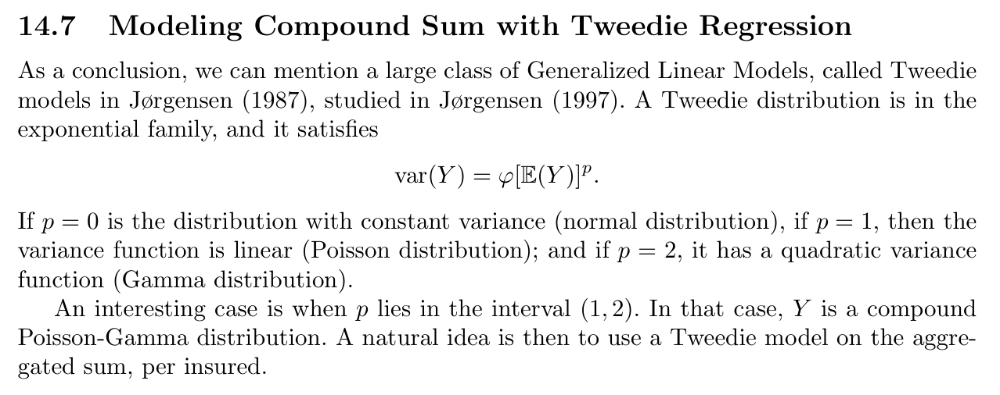 14.7 Modeling Compound Sum with Tweedie Regression
As a conclusion, we can mention a large class of Generalized Linear Models, called Tweedie
models in Jørgensen (1987), studied in Jørgensen (1997). A Tweedie distribution is in the
exponential family, and it satisfies
var(Y) = φ[𝔼(Y)]^p.
If p = 0 is the distribution with constant variance (normal distribution), if p = 1, then the
variance function is linear (Poisson distribution); and if p = 2, it has a quadratic variance
function (Gamma distribution).
An interesting case is when p lies in the interval (1, 2). In that case, Y is a compound
Poisson-Gamma distribution. A natural idea is then to use a Tweedie model on the aggre-
gated sum, per insured.